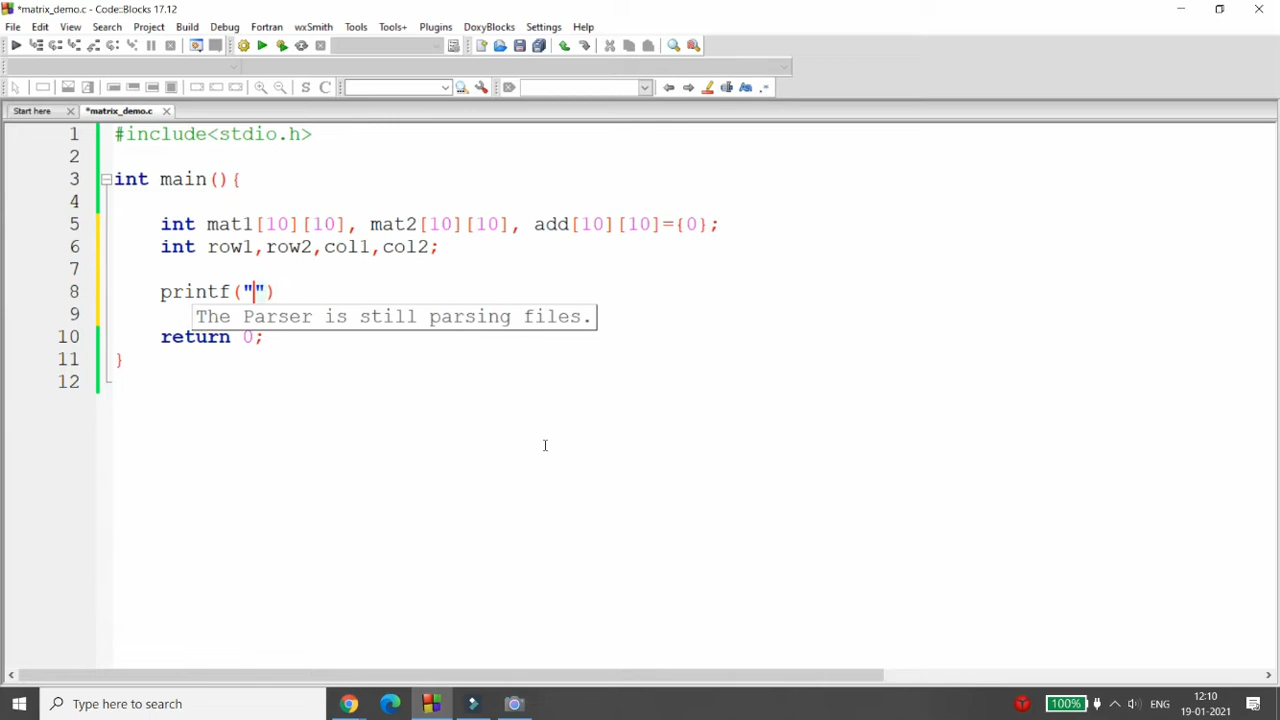 *matrix_demo.c - Code::Blocks 17.12
File Edit View Search Project Build Debug Fortran wxSmith Tools Tools+ Plugins DoxyBlocks Settings Help
S C
Start here *matrix_demo.c
1 #include<stdio.h>
2
3 int main(){
4
5 int mat1[10][10], mat2[10][10], add[10][10]={0};
6 int row1,row2,col1,col2;
7
8 printf("")
The Parser is still parsing files.
9
10 return 0;
11 }
12
Type here to search
100% ENG 12:10
19-01-2021